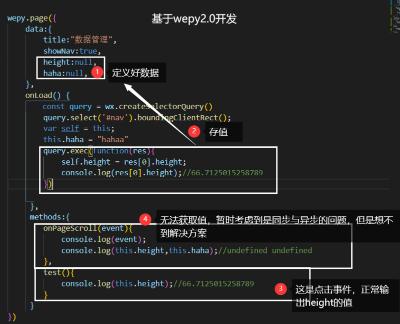 基于wepy2.0开发
wepy.page({
data:{
title:"数据管理",
showNav:true,
height:null,
haha:null,
1 定义好数据
},
onLoad() {
const query = wx.createSelectorQuery()
query.select('#nav').boundingClientRect();
var self = this;
2 存值
this.haha = "hahaa"
query.exec(function(res){
self.height = res[0].height;
console.log(res[0].height);//66.7125015258789
})
},
methods:{
4 无法获取值，暂时考虑到是同步与异步的问题，但是想不到解决方案
onPageScroll(event){
console.log(event);
console.log(this.height,this.haha);//undefined undefined
},
test(){
3 这是点击事件，正常输出height的值
console.log(this.height);//66.7125015258789
}
}
})